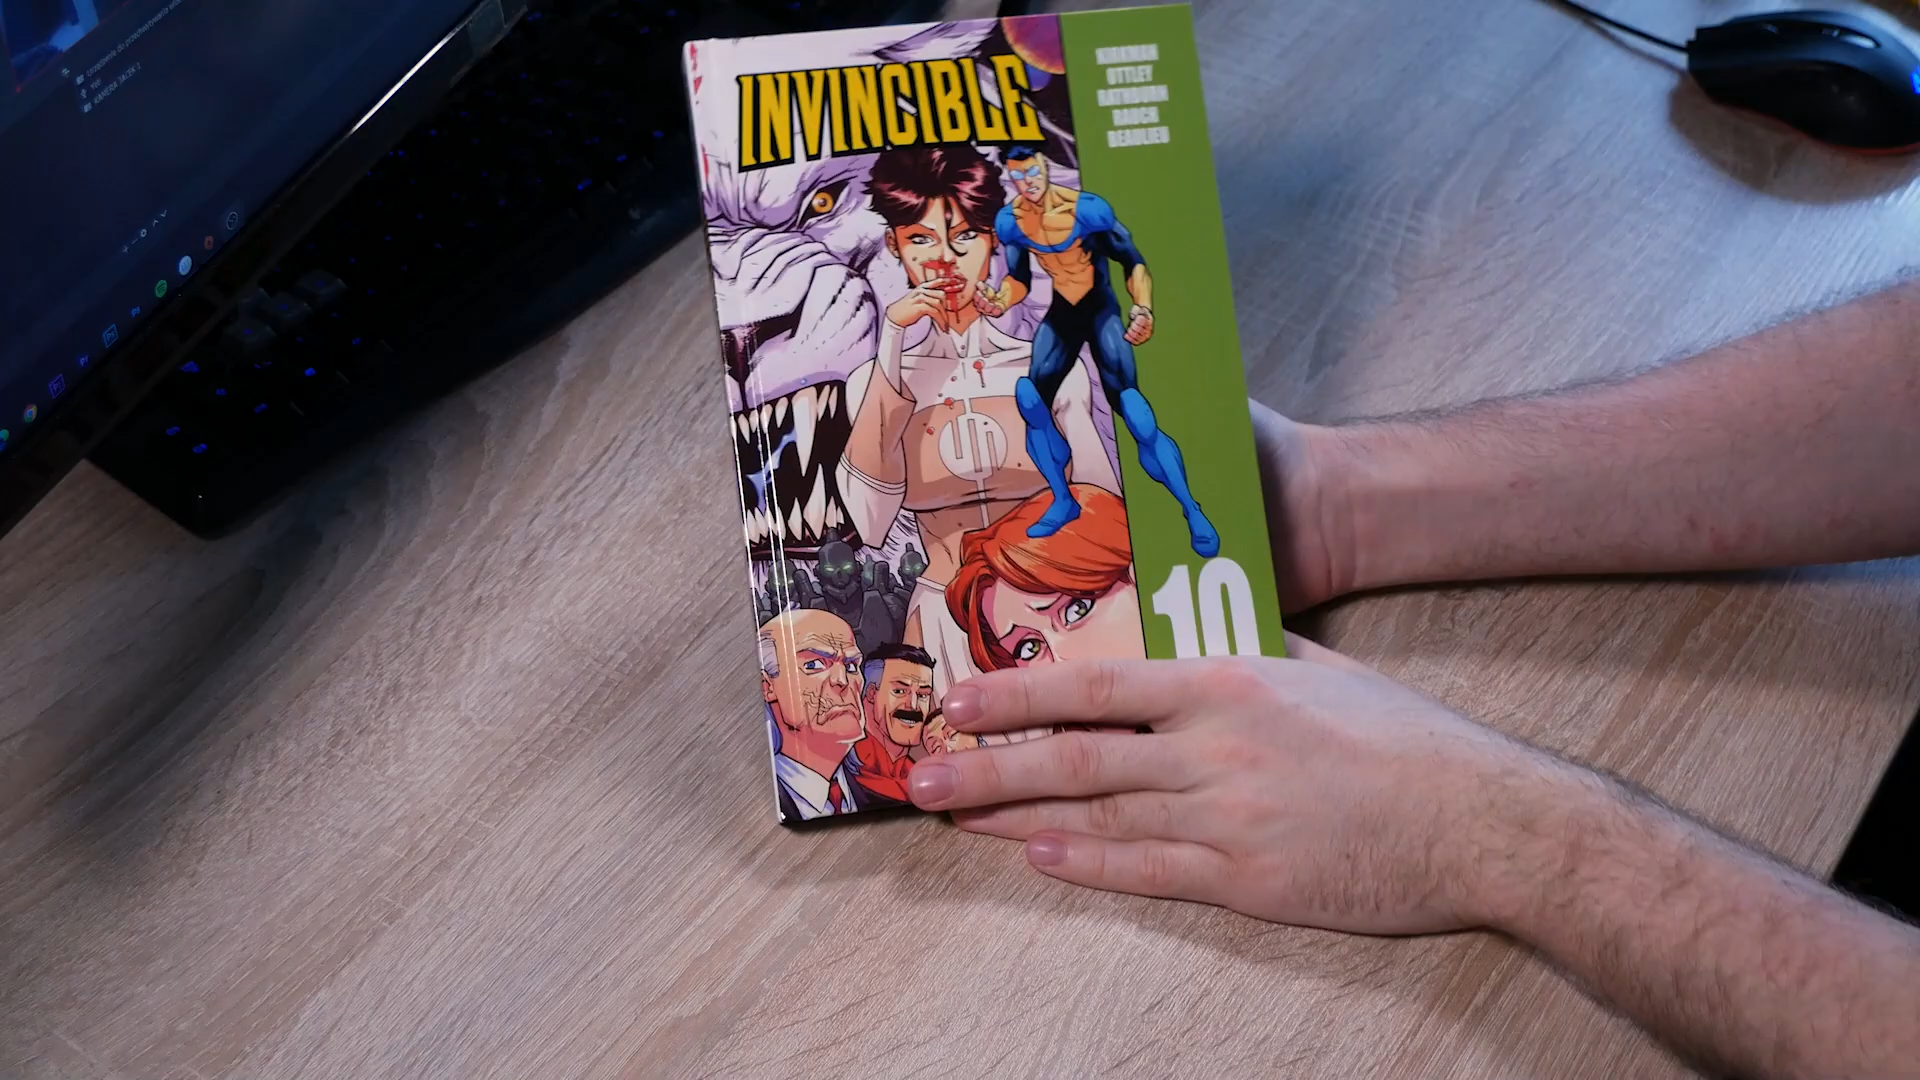 INVINCIBLE
KIRKMAN
OTTLEY
RATHBURN
RAUCH
BEAULIEU
10